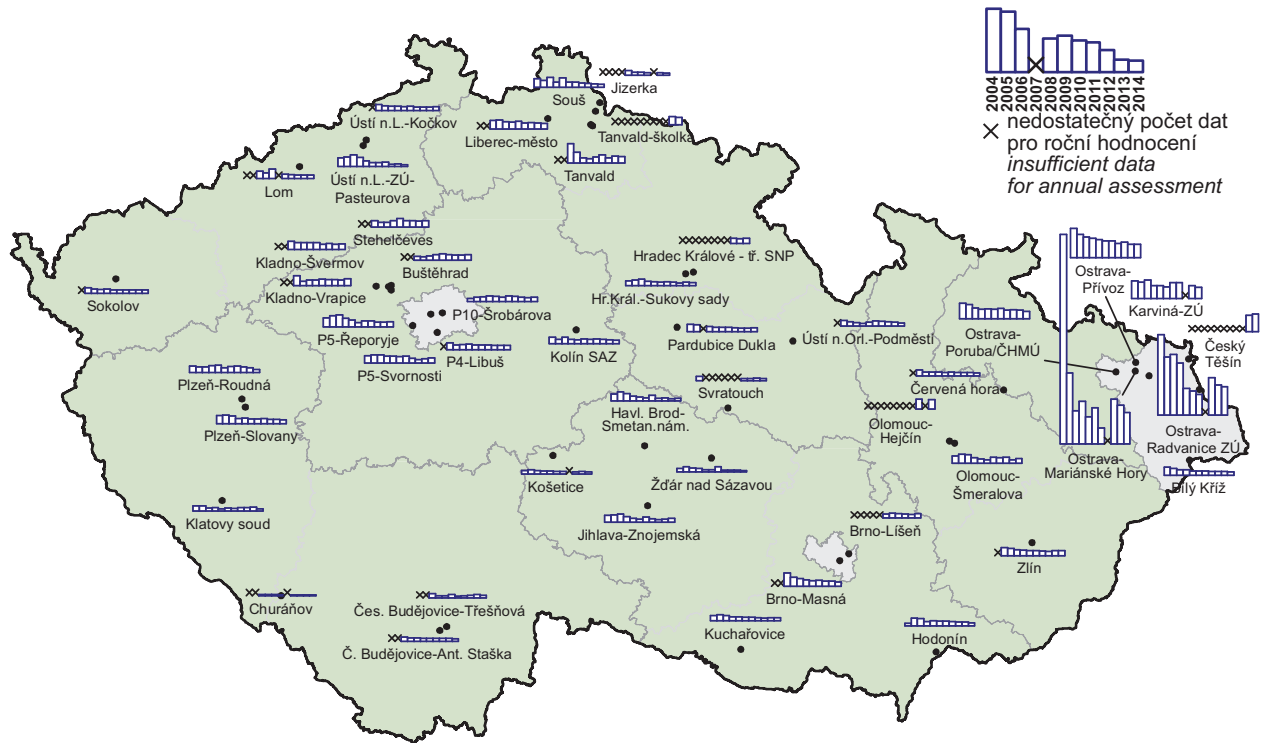 2004
2005
2006
2007
2008
2009
2010
2011
2012
2013
2014
× nedostatečný počet dat
pro roční hodnocení
insufficient data
for annual assessment
Jizerka
Souš
Ústí n.L.-Kočkov
Liberec-město
Tanvald-školka
Tanvald
Lom
Ústí n.L.-ZÚ-
Pasteurova
Stehelčeves
Kladno-Švermov
Buštěhrad
Hradec Králové - tř. SNP
Ostrava-
Přívoz
Sokolov
Kladno-Vrapice
P10-Šrobárova
Hr.Král.-Sukovy sady
Karviná-ZÚ
P5-Řeporyje
P4-Libuš
Kolín SAZ
Pardubice Dukla
Ústí n.Orl.-Podměstí
Ostrava-
Poruba/ČHMÚ
Český
Těšín
P5-Svornosti
Plzeň-Roudná
Svratouch
Červená hora
Havl. Brod-
Smetan.nám.
Plzeň-Slovany
Olomouc-
Hejčín
Ostrava-
Radvanice ZÚ
Ostrava-
Mariánské Hory
Košetice
Žďár nad Sázavou
Olomouc-
Šmeralova
Bílý Kříž
Klatovy soud
Jihlava-Znojemská
Brno-Líšeň
Zlín
Churáňov
Čes. Budějovice-Třešňová
Brno-Masná
Kuchařovice
Hodonín
Č. Budějovice-Ant. Staška